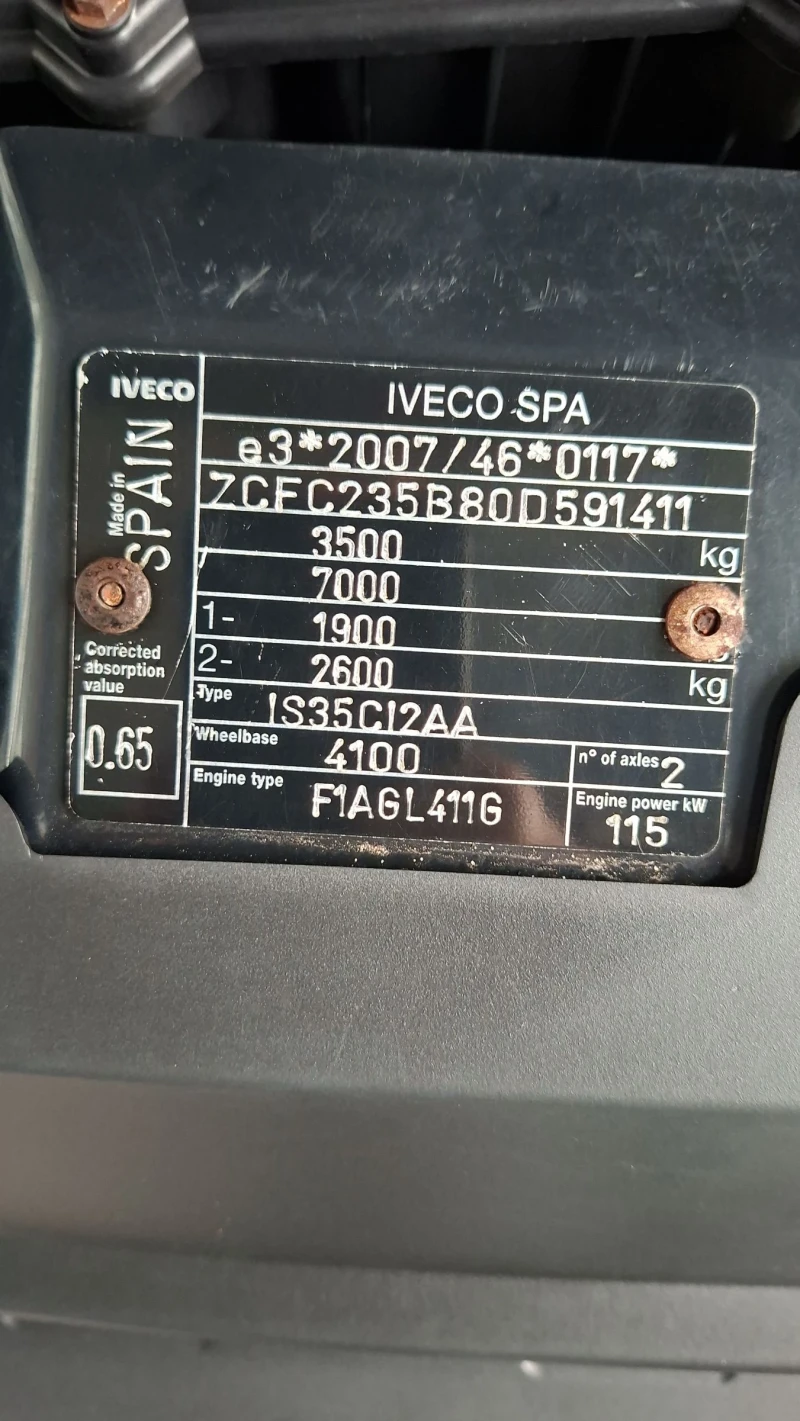 IVECO
Made in
SPAIN
Corrected
absorption
value
0.65
IVECO SPA
e3*2007/46*0117*
ZCFC235B80D591411
3500 kg
7000
1- 1900
2- 2600 kg
Type IS35CI2AA
Wheelbase 4100
n° of axles 2
Engine type F1AGL411G
Engine power kW 115